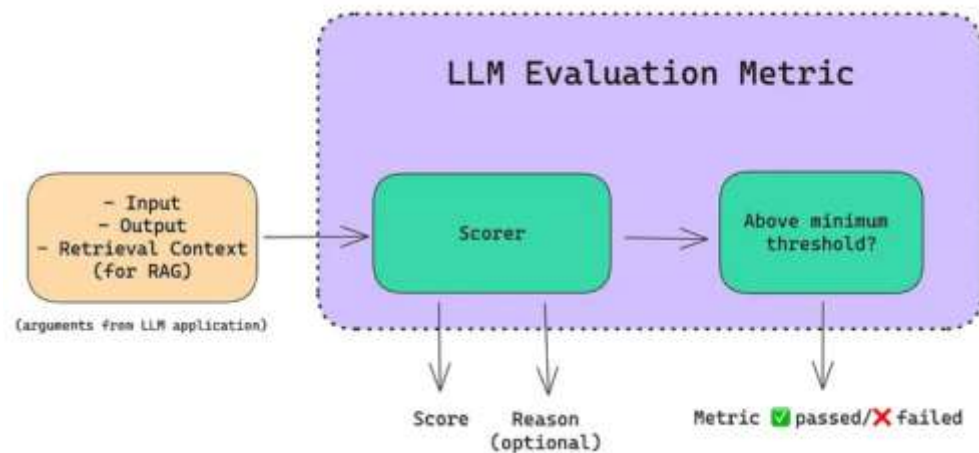 LLM Evaluation Metric
- Input
- Output
- Retrieval Context
(for RAG)
(arguments from LLM application)
Scorer
Above minimum
threshold?
Score
Reason
(optional)
Metric ✅ passed/❌ failed